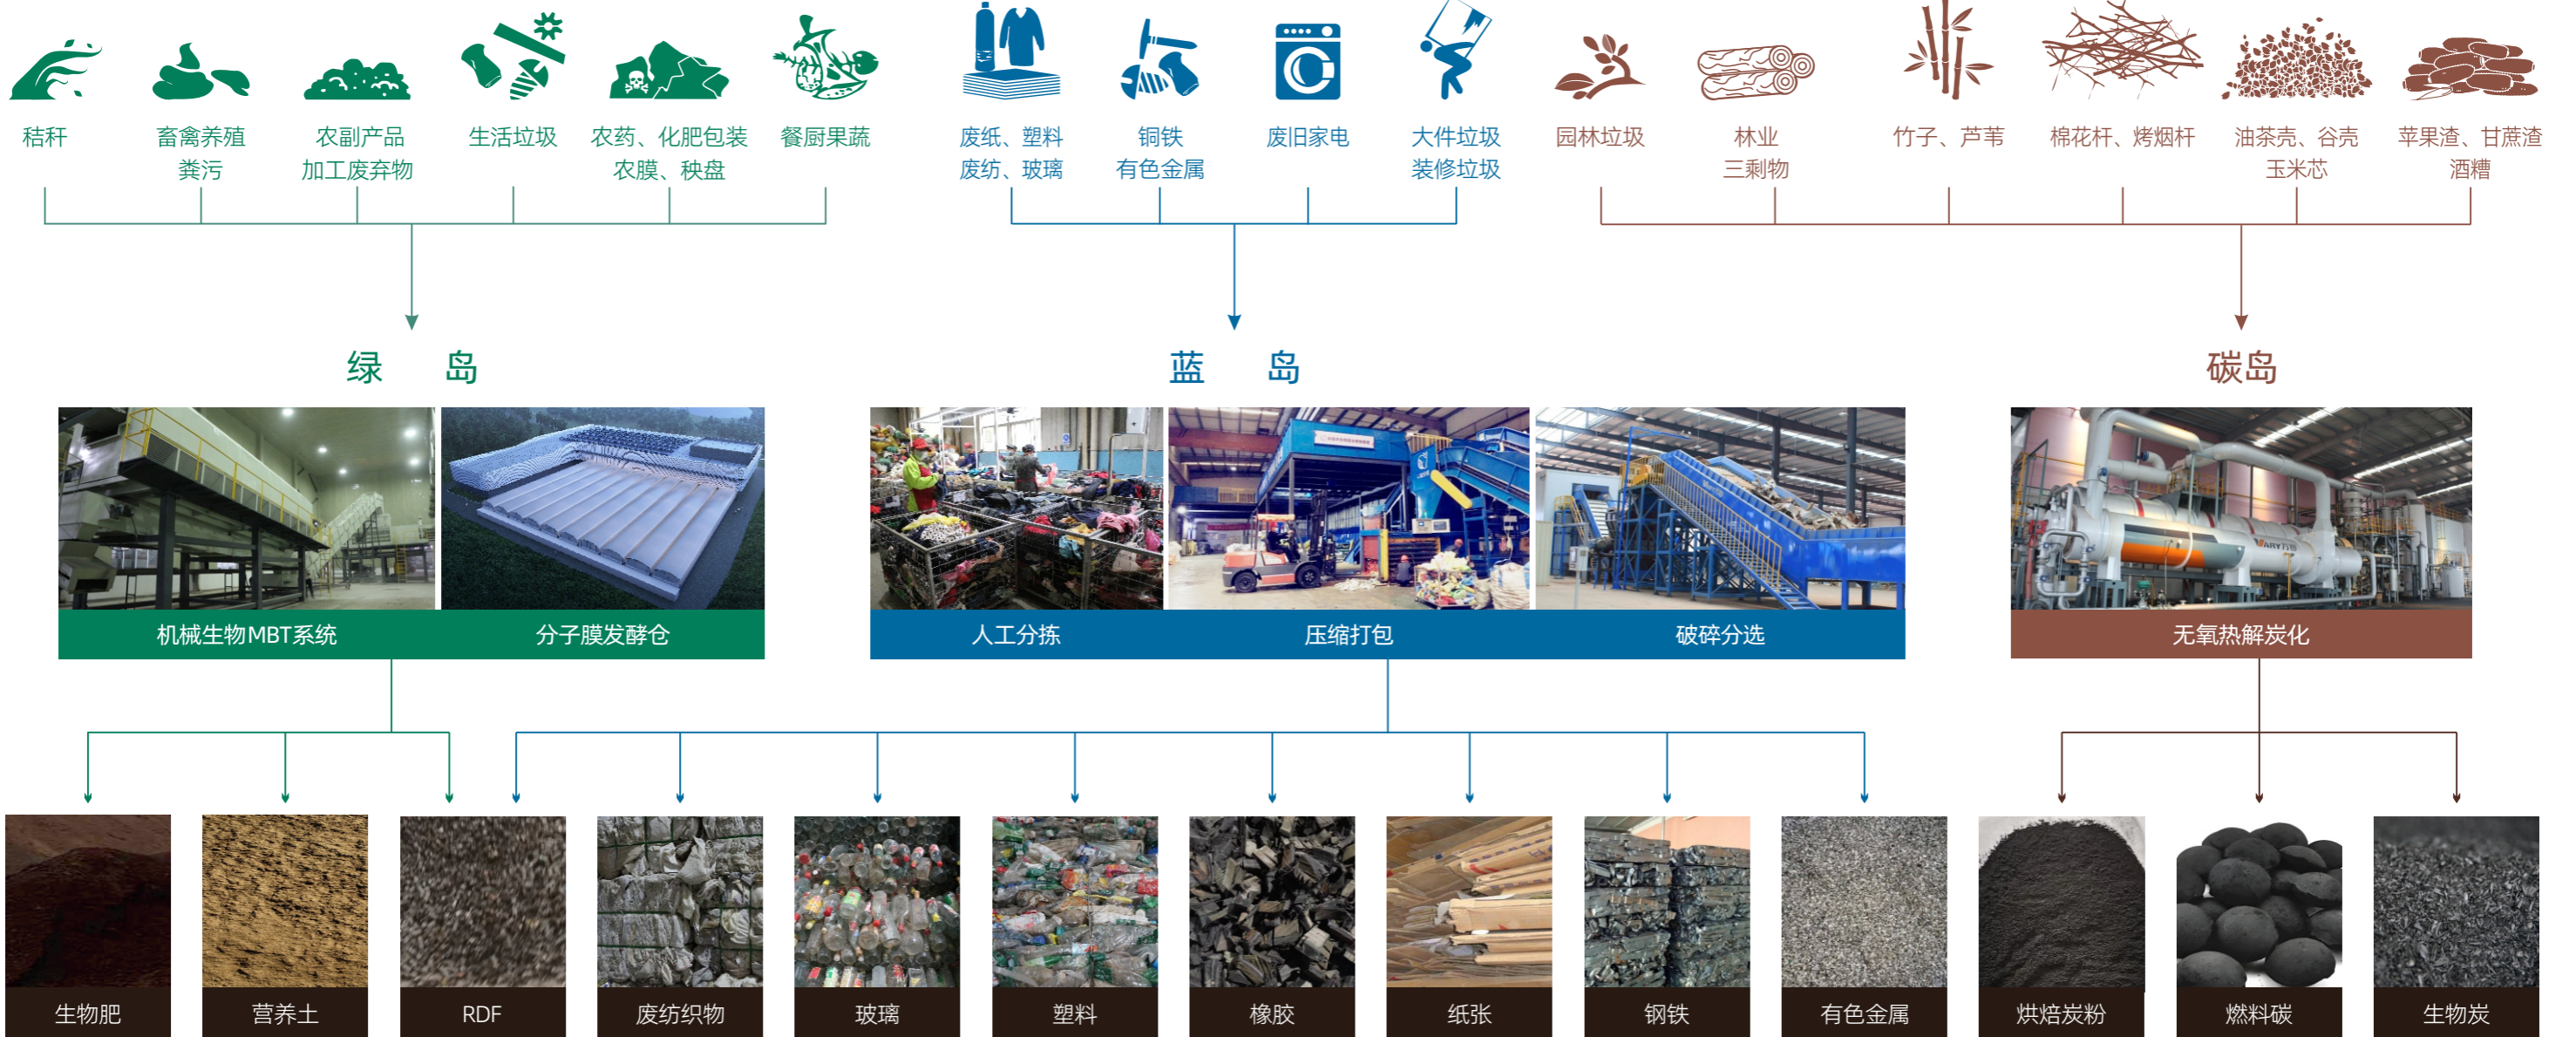 秸秆
畜禽养殖
粪污
农副产品
加工废弃物
生活垃圾
农药、化肥包装
农膜、秧盘
餐厨果蔬
废纸、塑料
废纺、玻璃
铜铁
有色金属
废旧家电
大件垃圾
装修垃圾
园林垃圾
林业
三剩物
竹子、芦苇
棉花杆、烤烟杆
油茶壳、谷壳
玉米芯
苹果渣、甘蔗渣
酒糟
绿 岛
蓝 岛
碳岛
机械生物MBT系统
分子膜发酵仓
人工分拣
压缩打包
破碎分选
无氧热解炭化
生物肥
营养土
RDF
废纺织物
玻璃
塑料
橡胶
纸张
钢铁
有色金属
烘焙炭粉
燃料碳
生物炭